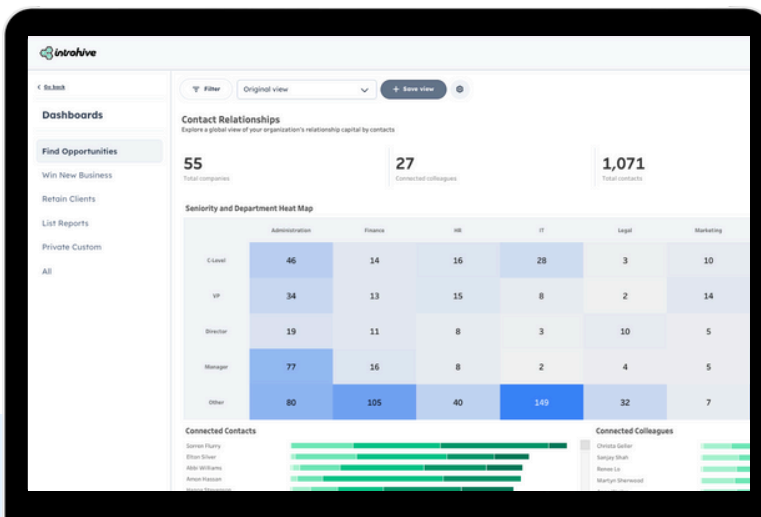 introhive
< Go back
Dashboards
Find Opportunities
Win New Business
Retain Clients
List Reports
Private Custom
All
Filter
Original view
+ Save view
Contact Relationships
Explore a global view of your organization's relationship capital by contacts
55
Total companies
27
Connected colleagues
1,071
Total contacts
Seniority and Department Heat Map
Administration Finance HR IT Legal Marketing
C-Level 46 14 16 28 3 10
VP 34 13 15 8 2 14
Director 19 11 8 3 10 5
Manager 77 16 8 2 4 5
Other 80 105 40 149 32 7
Connected Contacts
Sorren Flurry
Elton Silver
Abbi Williams
Amon Hassan
Connected Colleagues
Christa Geller
Sanjay Shah
Renee Lo
Martyn Sherwood